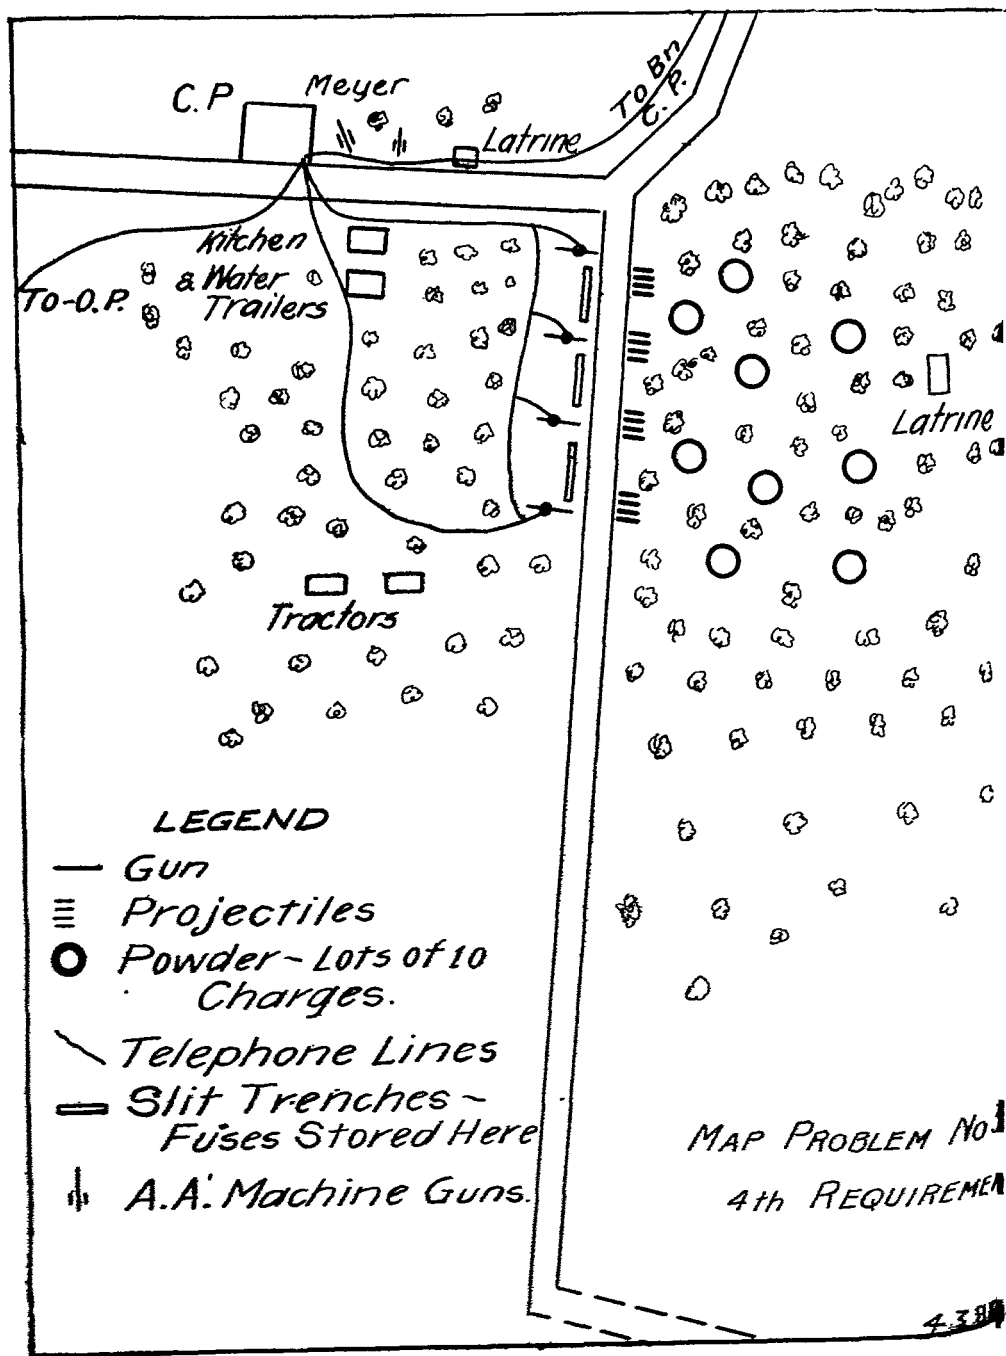 C.P
Meyer
To Bn
C. P.
Latrine
Kitchen
& Water
Trailers
To-O.P.
Latrine
Tractors
LEGEND
Gun
Projectiles
Powder - Lots of 10
Charges.
Telephone Lines
Slit Trenches -
Fuses Stored Here
A.A. Machine Guns.
MAP PROBLEM No
4th REQUIREMEN